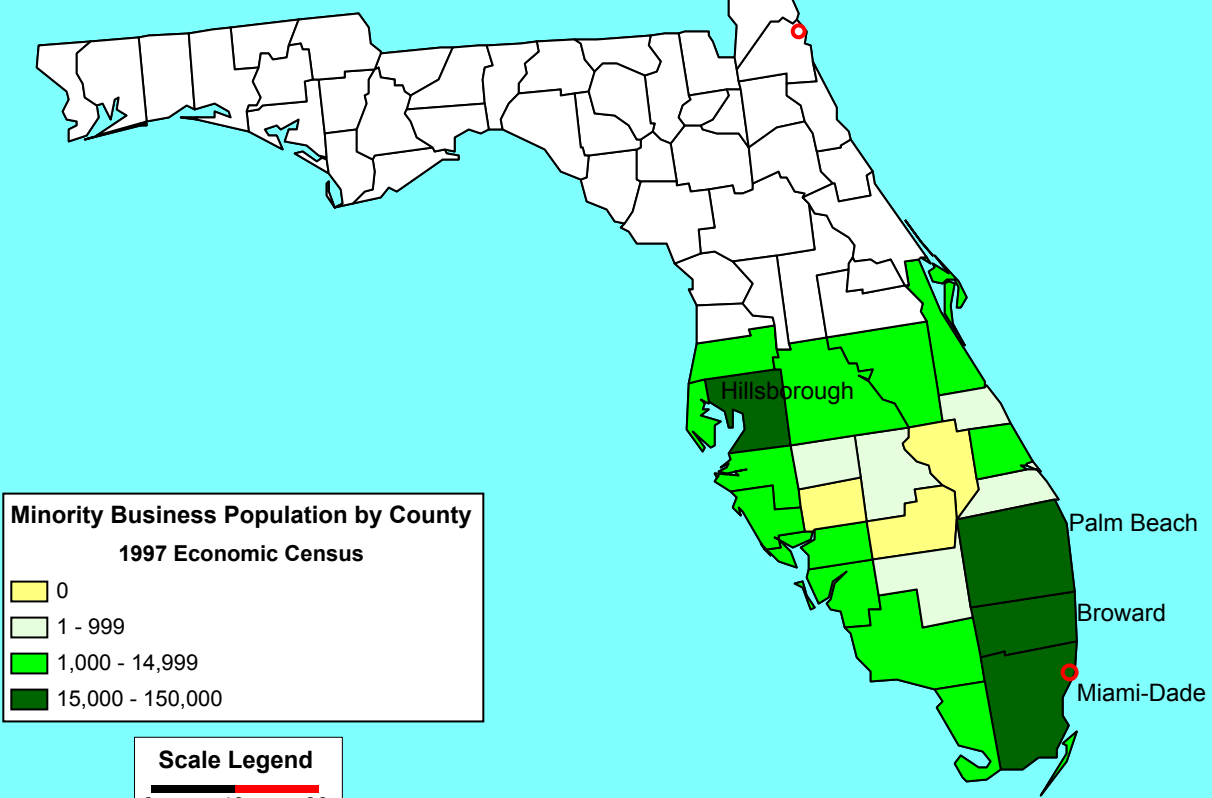 Hillsborough
Palm Beach
Broward
Miami-Dade
Minority Business Population by County
1997 Economic Census
0
1 - 999
1,000 - 14,999
15,000 - 150,000
Scale Legend